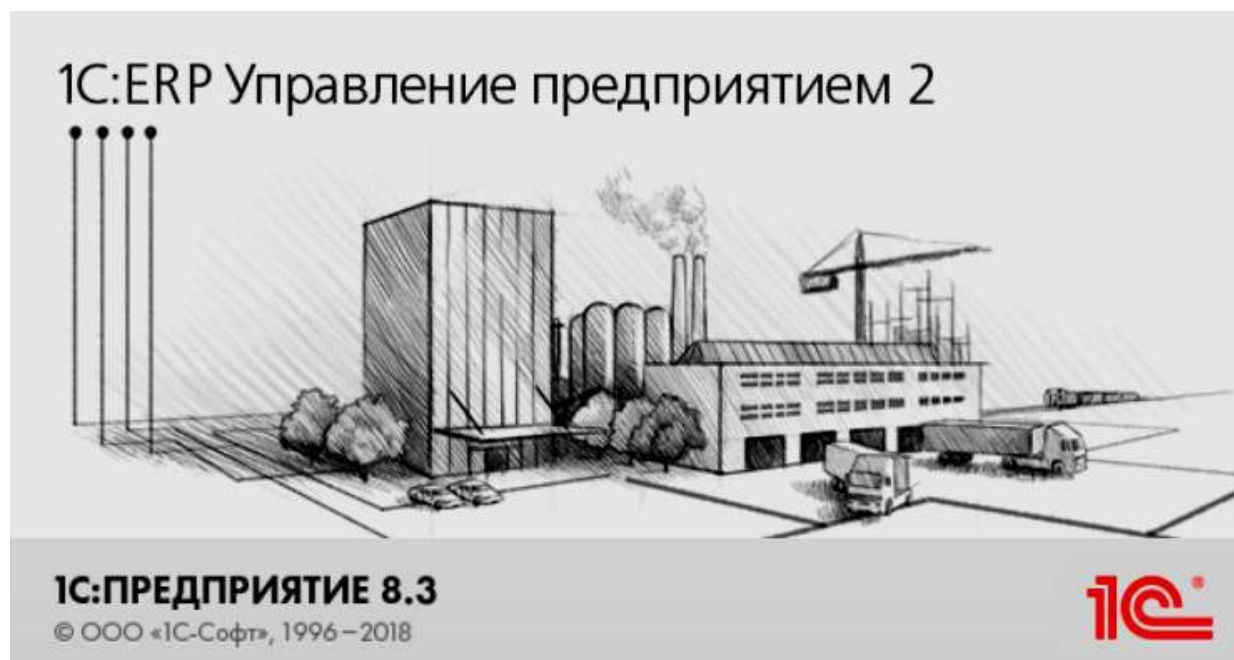 1С:ERP Управление предприятием 2
1С:ПРЕДПРИЯТИЕ 8.3
© ООО «1С-Софт», 1996–2018
1С®